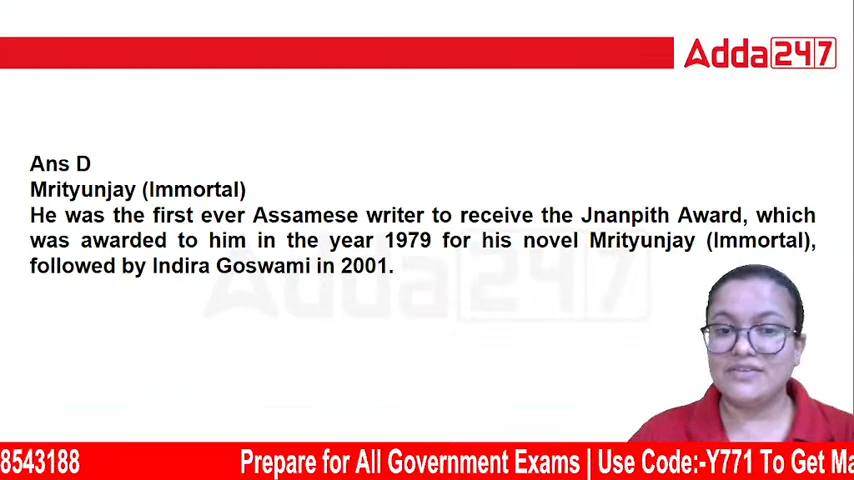 Adda247
Ans D
Mrityunjay (Immortal)
He was the first ever Assamese writer to receive the Jnanpith Award, which
was awarded to him in the year 1979 for his novel Mrityunjay (Immortal),
followed by Indira Goswami in 2001.
Adda247
8543188 Prepare for All Government Exams | Use Code:-Y771 To Get Ma